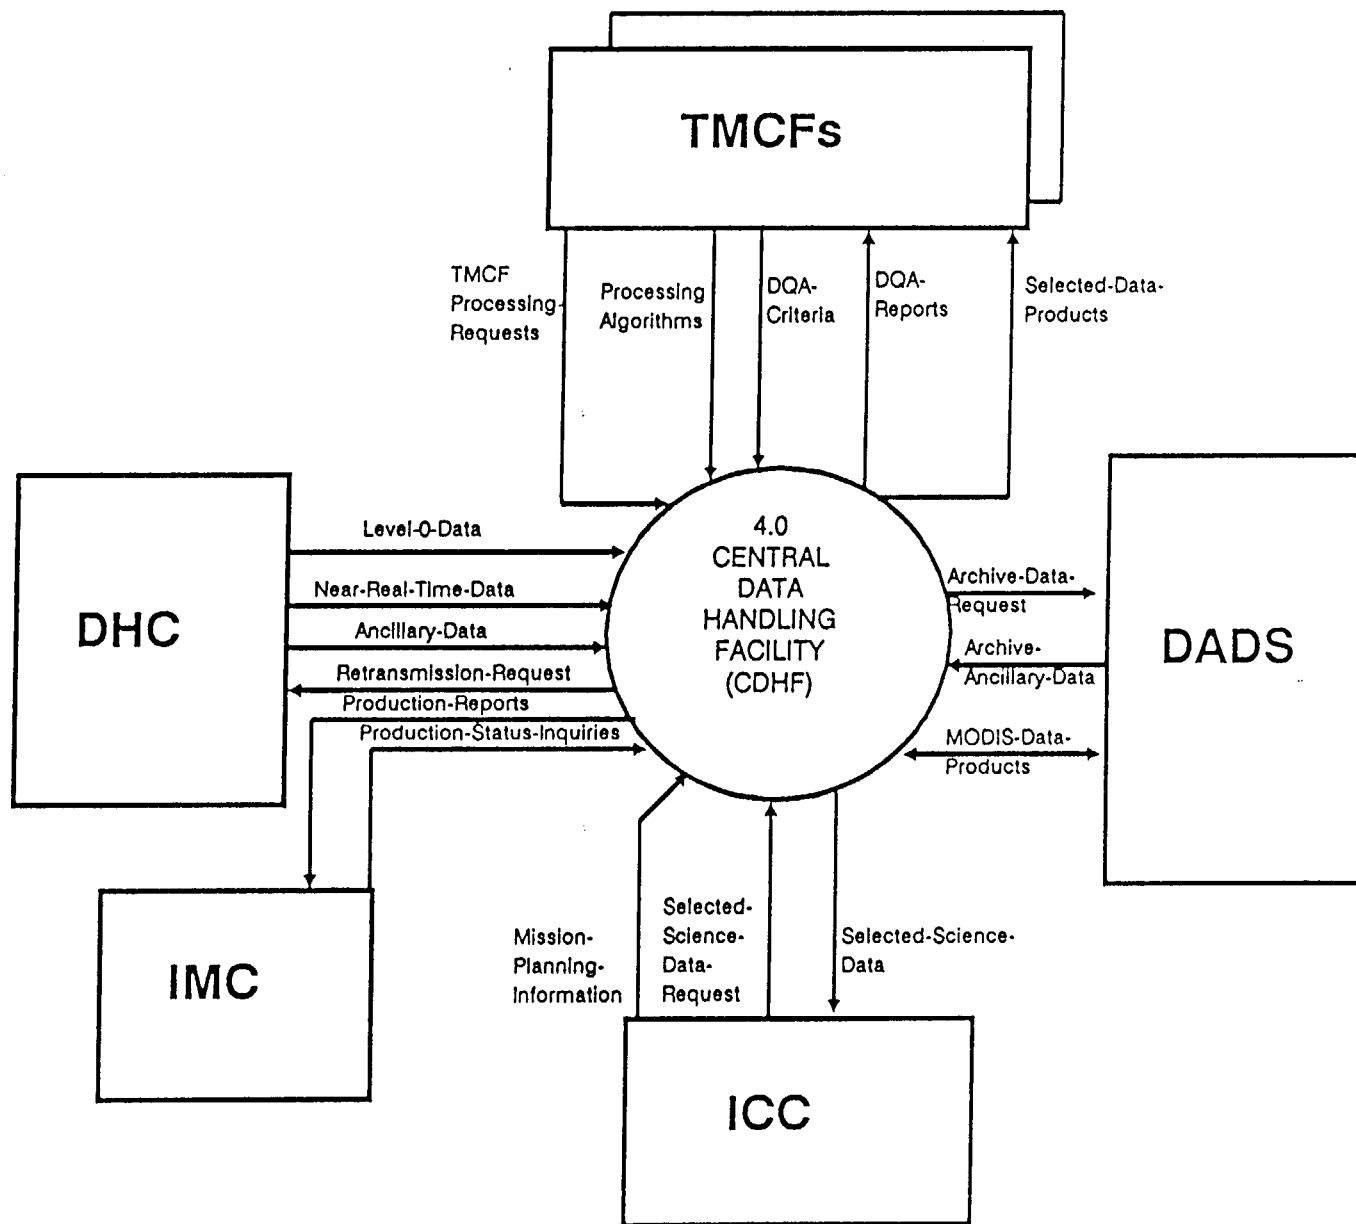 TMCFs
TMCF
Processing-
Requests
Processing
Algorithms
DQA-
Criteria
DQA-
Reports
Selected-Data-
Products
DHC
Level-0-Data
Near-Real-Time-Data
Ancillary-Data
Retransmission-Request
Production-Reports
Production-Status-Inquiries
4.0
CENTRAL
DATA
HANDLING
FACILITY
(CDHF)
Archive-Data-
Request
Archive-
Ancillary-Data
MODIS-Data-
Products
DADS
IMC
Mission-
Planning-
Information
Selected-
Science-
Data-
Request
Selected-Science-
Data
ICC